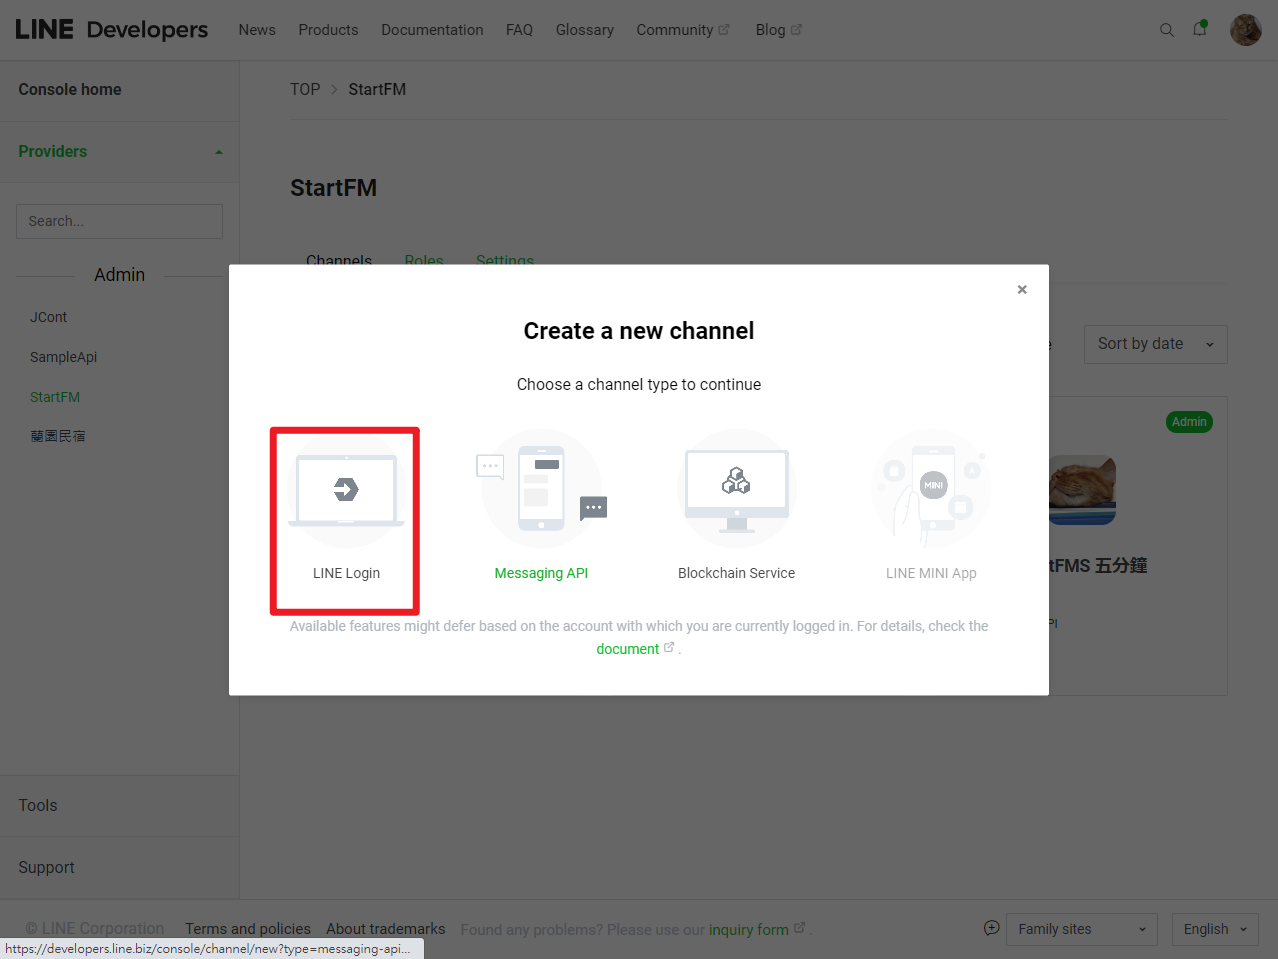 LINE Developers
News Products Documentation FAQ Glossary Community Blog
Console home
Providers
Search...
Admin
JCont
SampleApi
StartFM
蘭園民宿
Tools
Support
TOP > StartFM
StartFM
Channels Roles Settings
Sort by date
Admin
FMS 五分鐘
Create a new channel
Choose a channel type to continue
LINE Login
Messaging API
Blockchain Service
MINI
LINE MINI App
Available features might defer based on the account with which you are currently logged in. For details, check the
document .
© LINE Corporation Terms and policies About trademarks Found any problems? Please use our inquiry form .
Family sites
English
https://developers.line.biz/console/channel/new?type=messaging-api...